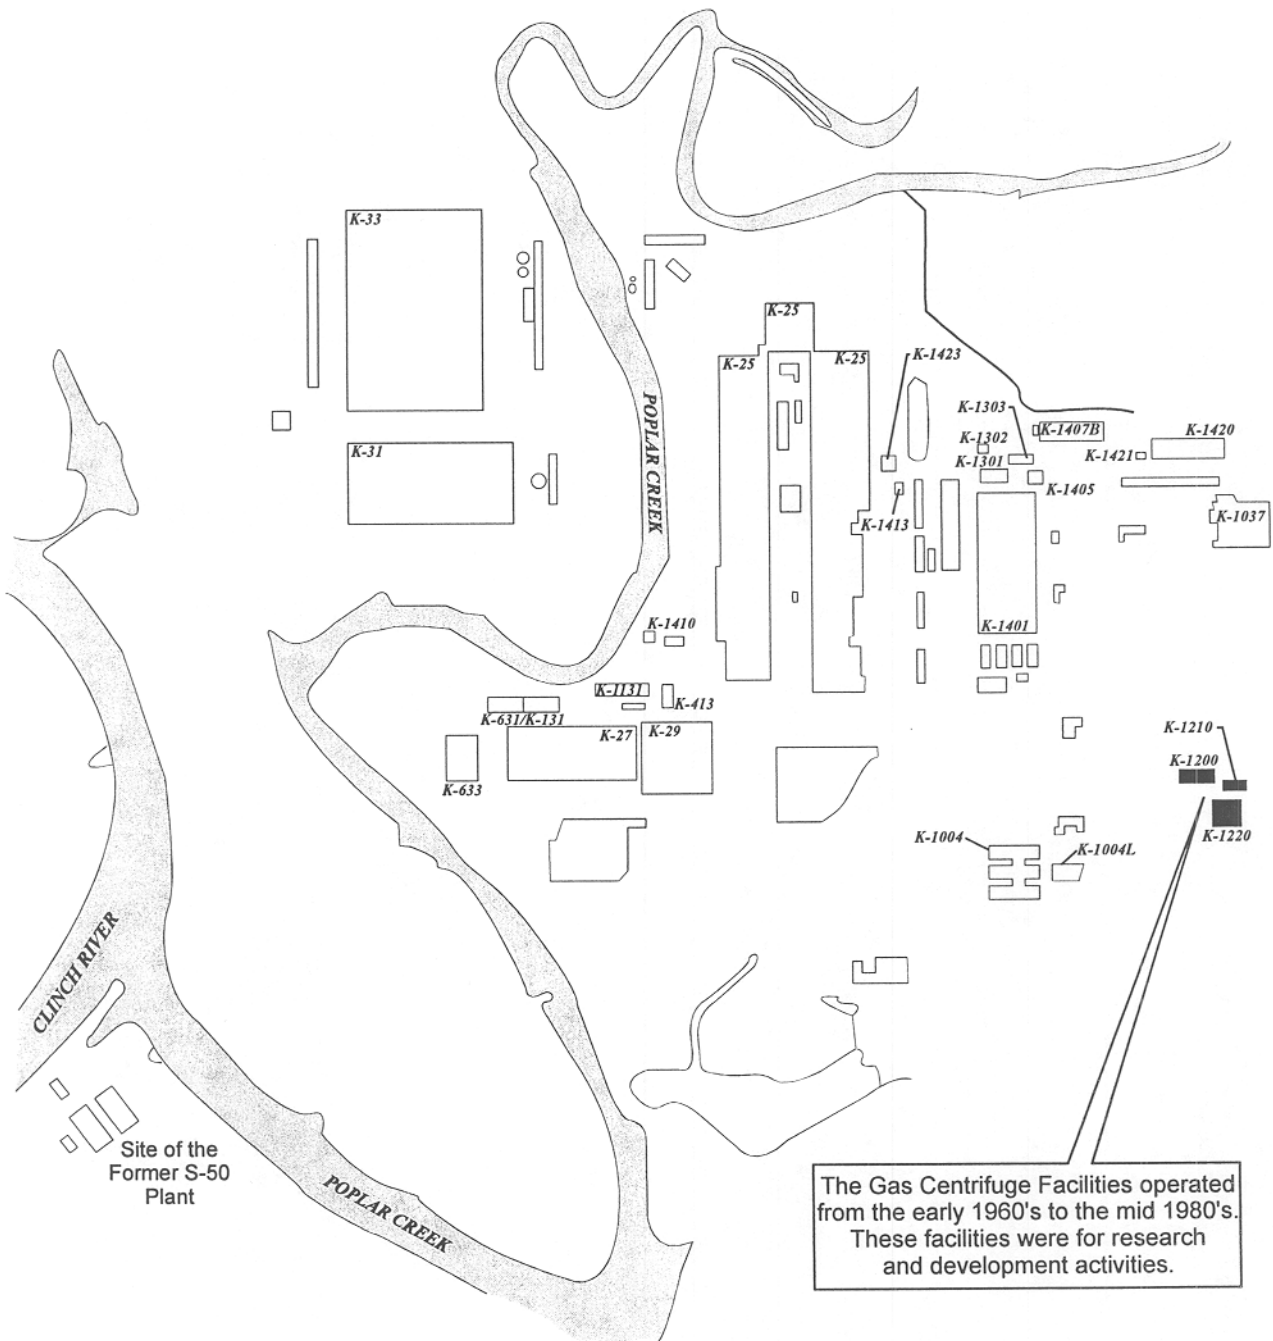 K-33
K-25
K-25
K-25
K-1423
K-1303
K-1407B
K-1302
K-1420
K-1421
K-31
K-1301
K-1405
POPLAR CREEK
K-1413
K-1037
K-1410
K-1401
K-1131
K-413
K-631/K-131
K-27
K-29
K-1210
K-1200
K-633
K-1220
K-1004
K-1004L
CLINCH RIVER
Site of the
Former S-50
Plant
POPLAR CREEK
The Gas Centrifuge Facilities operated
from the early 1960's to the mid 1980's.
These facilities were for research
and development activities.